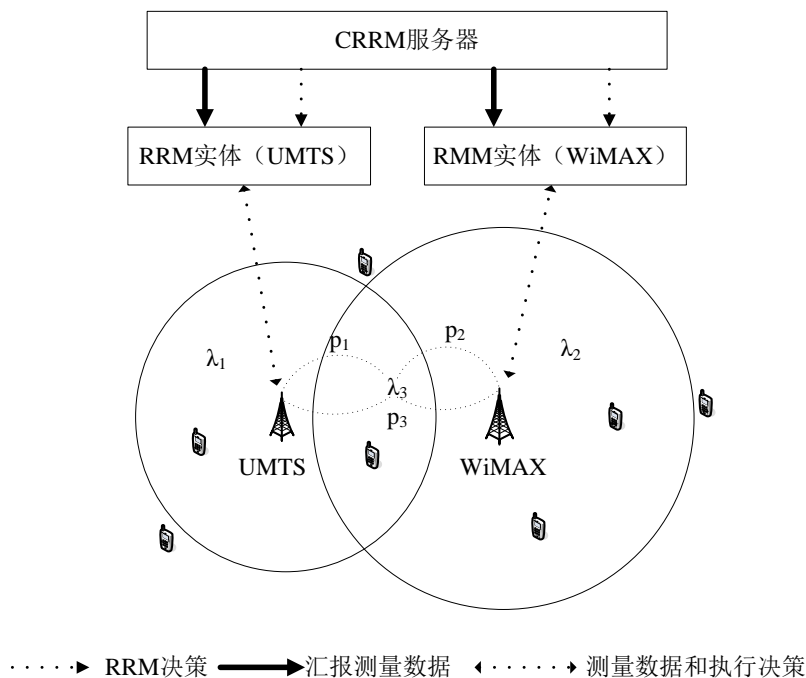 CRRM服务器
RRM实体（UMTS）
RMM实体（WiMAX）
λ1
p1
p2
λ2
λ3
p3
UMTS
WiMAX
RRM决策
汇报测量数据
测量数据和执行决策